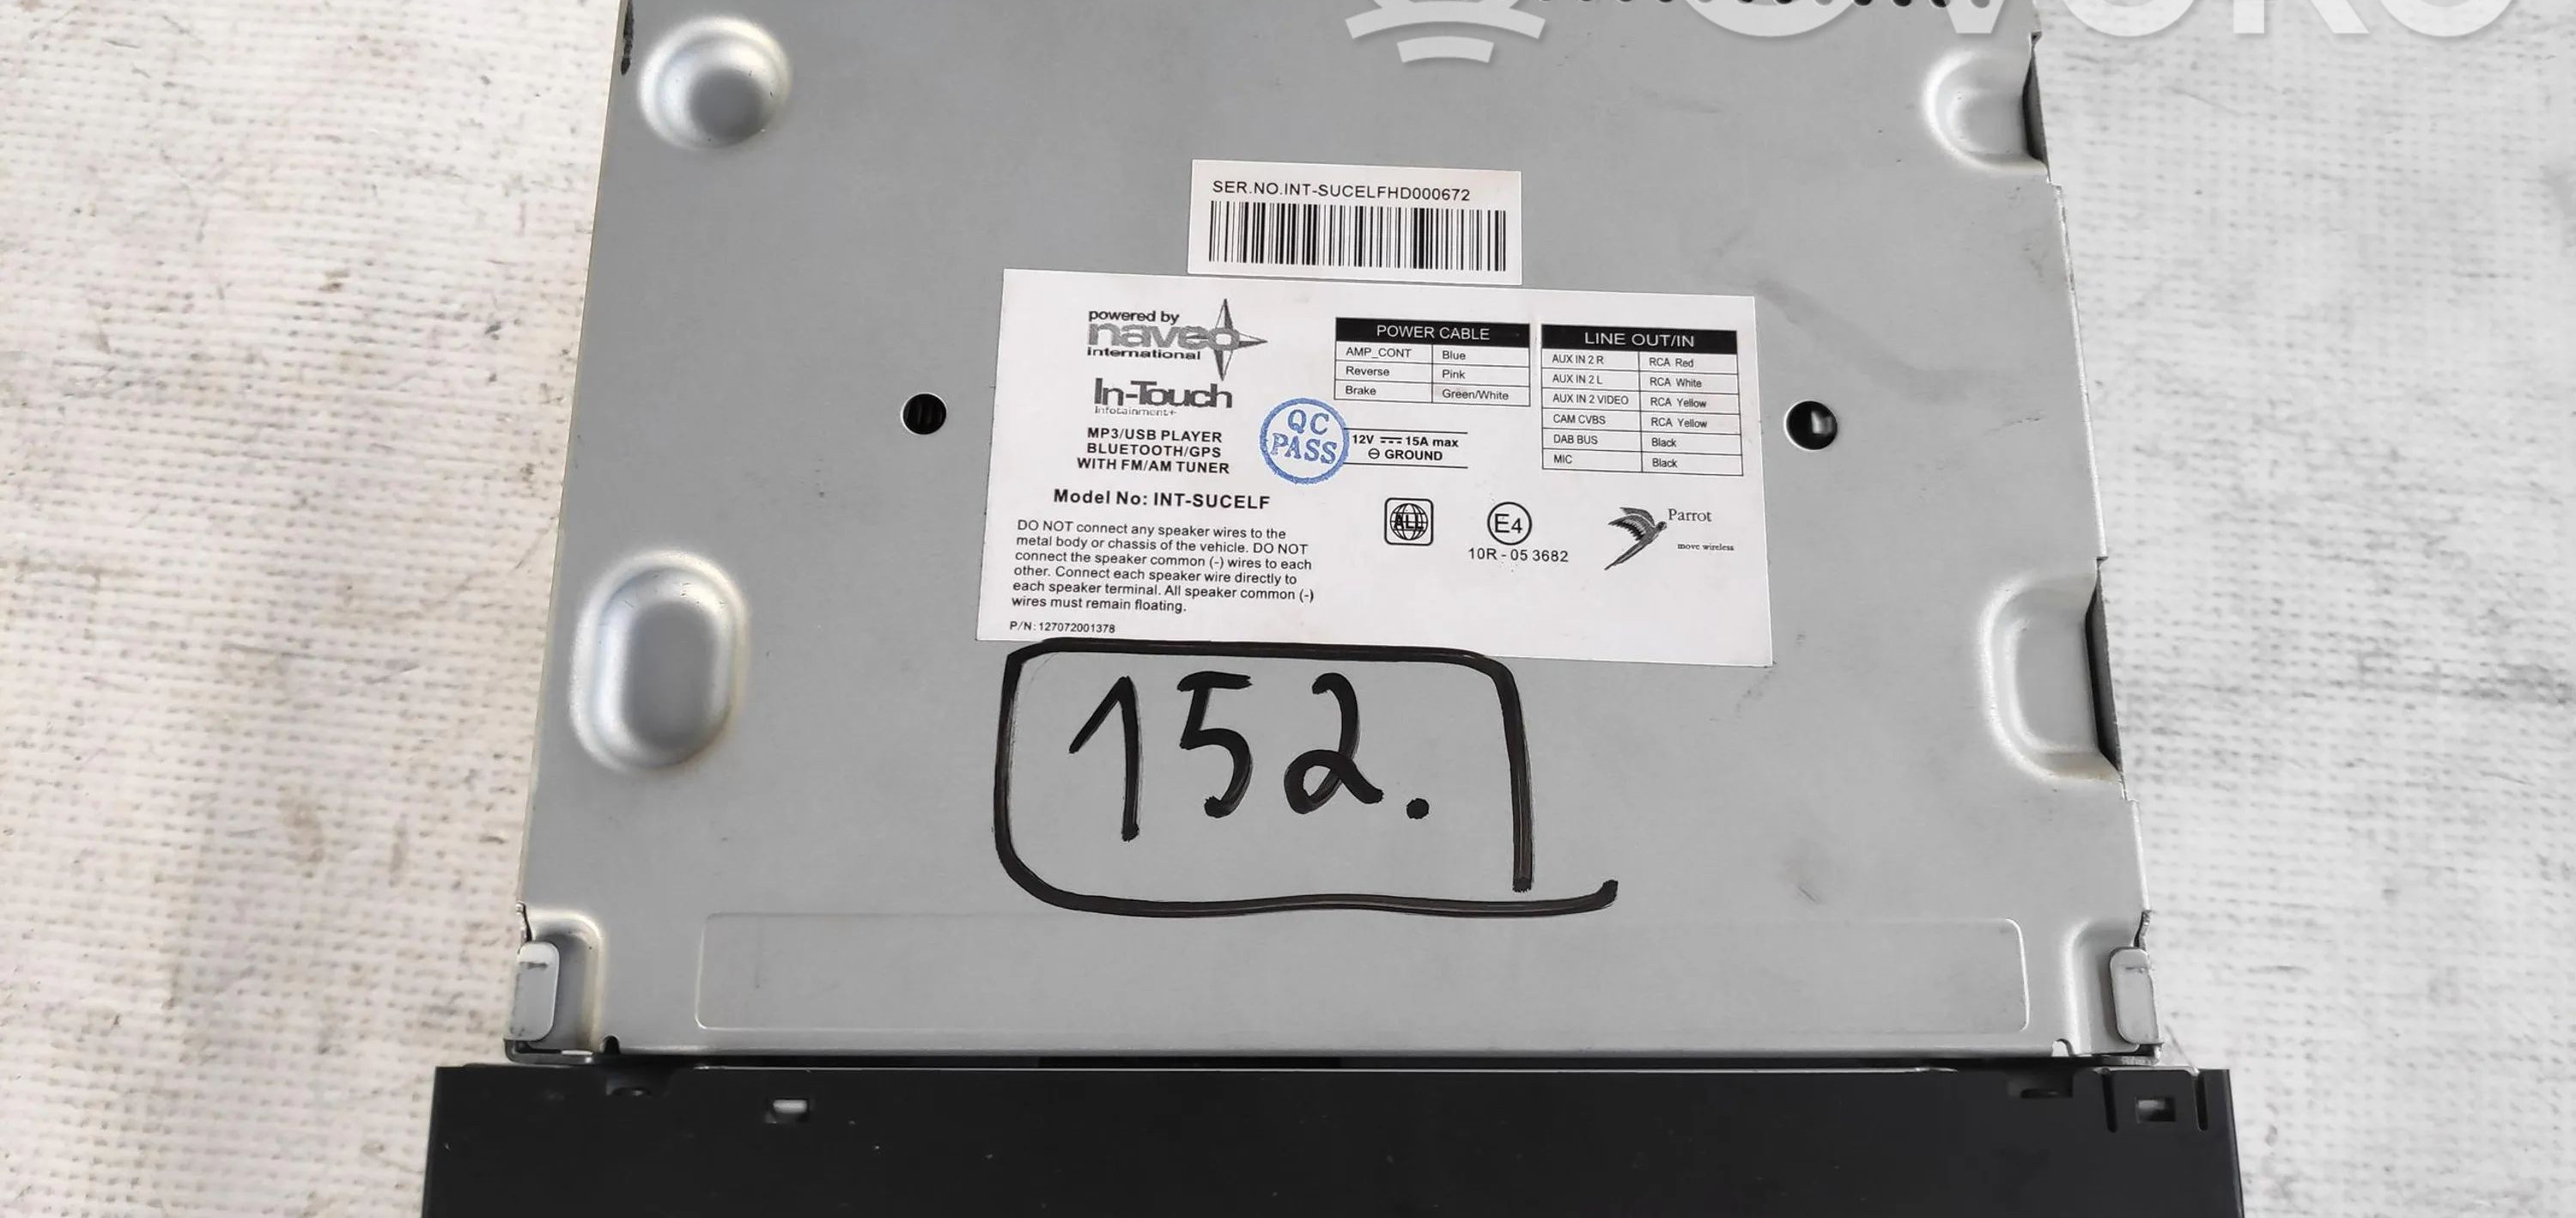 SER.NO.INT-SUCELFHD000672
powered by
naveo
international
In-Touch
Infotainment+
MP3/USB PLAYER
BLUETOOTH/GPS
WITH FM/AM TUNER
Model No: INT-SUCELF
DO NOT connect any speaker wires to the
metal body or chassis of the vehicle. DO NOT
connect the speaker common (-) wires to each
other. Connect each speaker wire directly to
each speaker terminal. All speaker common (-)
wires must remain floating.
P/N: 127072001378
QC
PASS
POWER CABLE
AMP_CONT Blue
Reverse Pink
Brake Green/White
12V 15A max
GROUND
LINE OUT/IN
AUX IN 2 R RCA Red
AUX IN 2 L RCA White
AUX IN 2 VIDEO RCA Yellow
CAM CVBS RCA Yellow
DAB BUS Black
MIC Black
ALL
E4
10R - 05 3682
Parrot
move wireless
152.